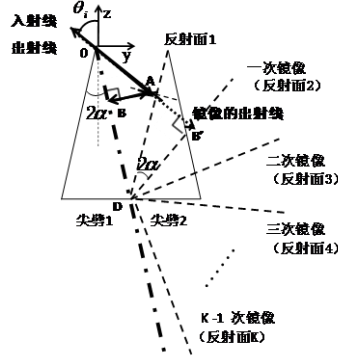 θi
z
入射线
出射线
O
y
反射面1
A
一次镜像
(反射面2)
B
镜像的出射线
B'
2α
2α
二次镜像
(反射面3)
D
尖劈1
尖劈2
三次镜像
(反射面4)
K-1 次镜像
(反射面K)